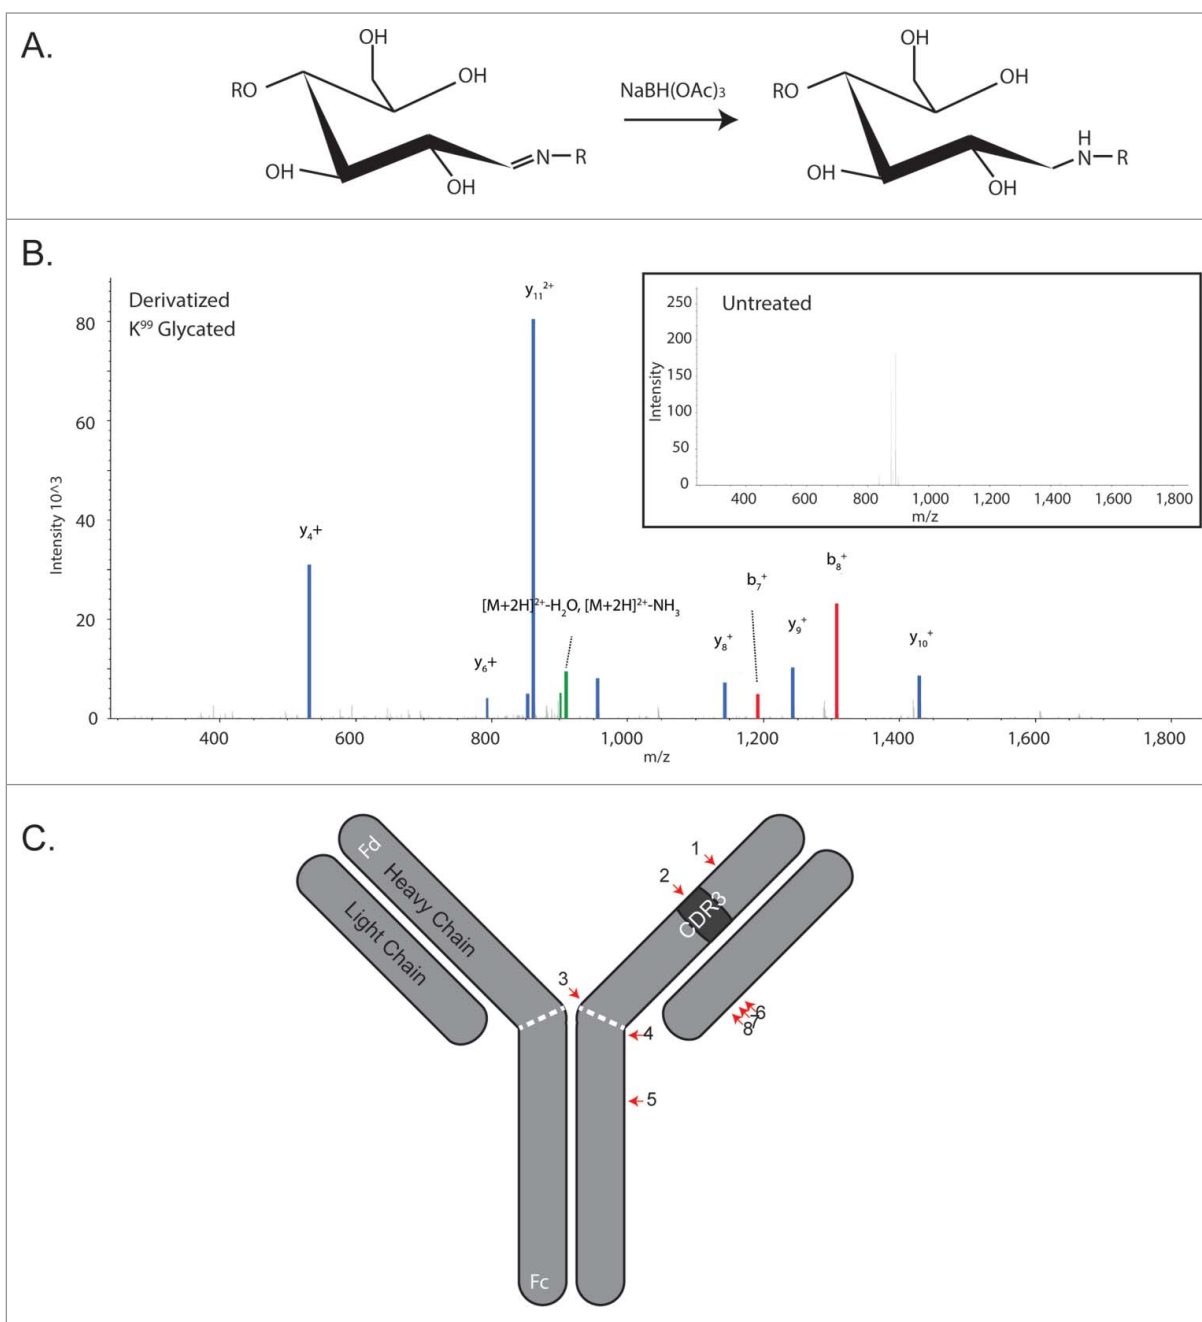 A.
OH
RO
OH
OH
N
R
OH
NaBH(OAc)₃
OH
RO
OH
OH
H
N
R
OH
B.
Derivatized
K⁹⁹ Glycated
Intensity 10^3
80
60
40
20
0
400
600
800
1,000
1,200
1,400
1,600
1,800
m/z
y₄+
y₆+
y₁₁²⁺
[M+2H]²⁺-H₂O, [M+2H]²⁺-NH₃
y₈⁺
b₇⁺
y₉⁺
b₈⁺
y₁₀⁺
Untreated
Intensity
250
200
150
100
50
0
400
600
800
1,000
1,200
1,400
1,600
1,800
m/z
C.
Fd
Heavy Chain
Light Chain
Fc
1
2
CDR3
3
4
5
6
7
8